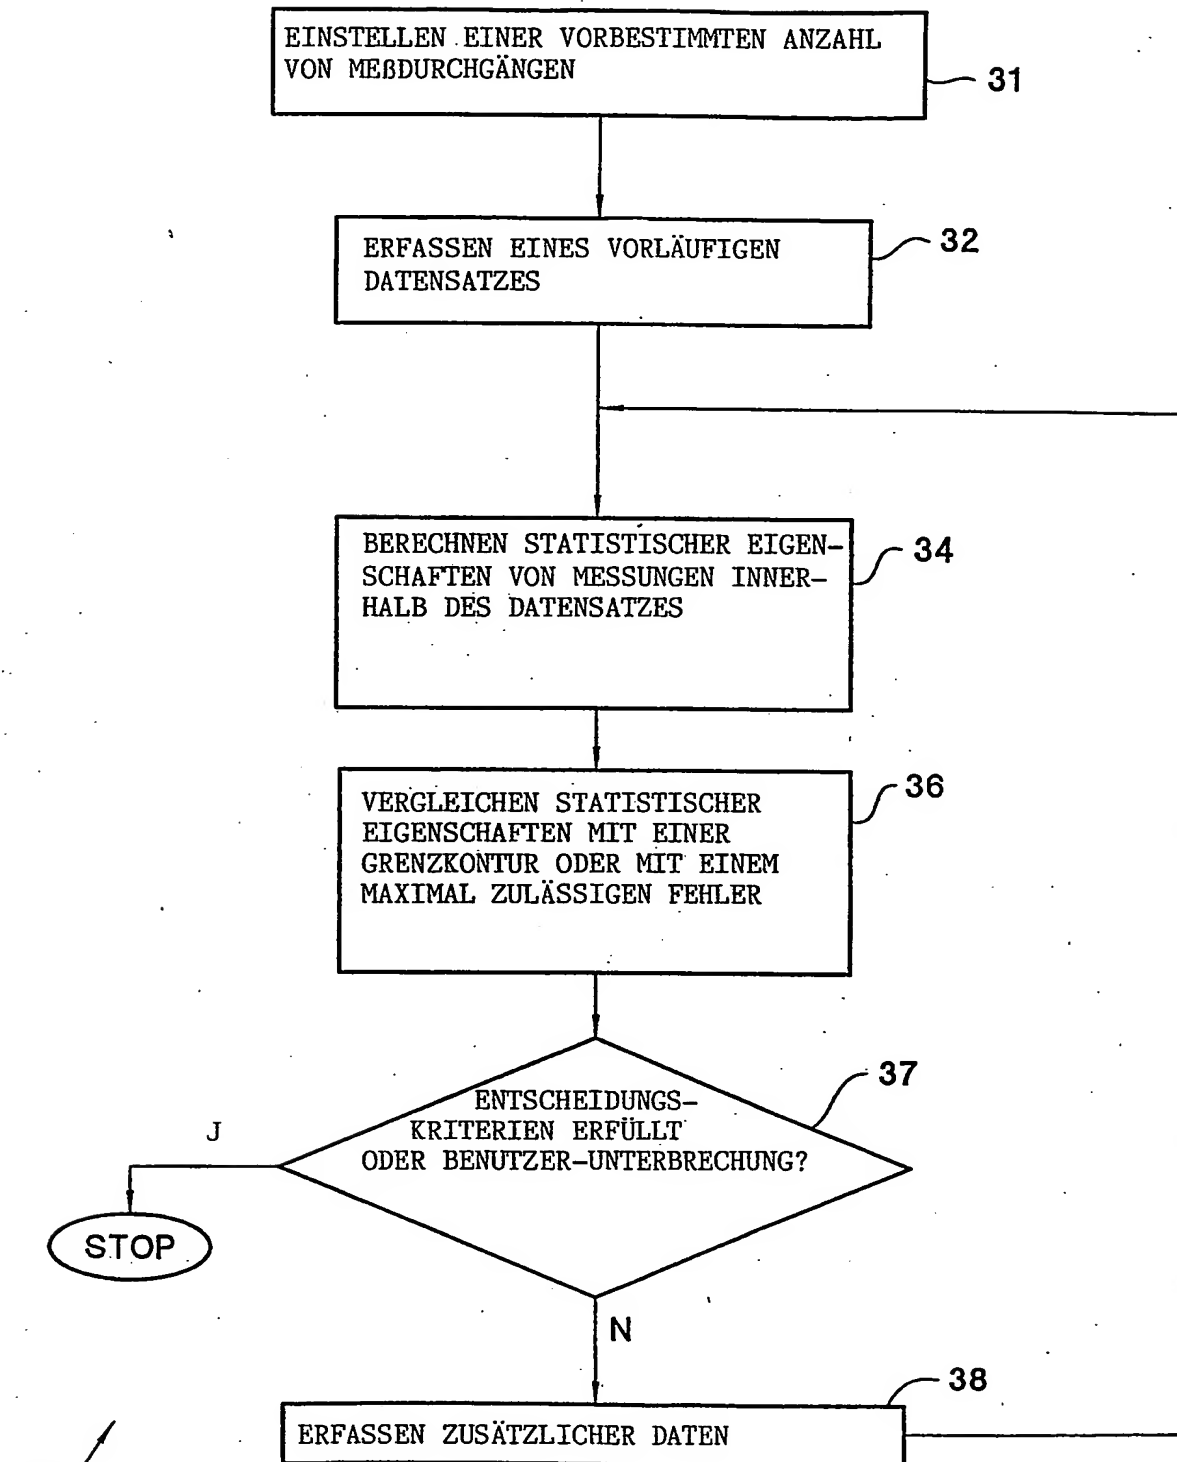 EINSTELLEN EINER VORBESTIMMTEN ANZAHL
VON MEßDURCHGÄNGEN
31
ERFASSEN EINES VORLÄUFIGEN
DATENSATZES
32
BERECHNEN STATISTISCHER EIGEN-
SCHAFTEN VON MESSUNGEN INNER-
HALB DES DATENSATZES
34
VERGLEICHEN STATISTISCHER
EIGENSCHAFTEN MIT EINER
GRENZKONTUR ODER MIT EINEM
MAXIMAL ZULÄSSIGEN FEHLER
36
ENTSCHEIDUNGS-
KRITERIEN ERFÜLLT
ODER BENUTZER-UNTERBRECHUNG?
37
J
STOP
N
ERFASSEN ZUSÄTZLICHER DATEN
38